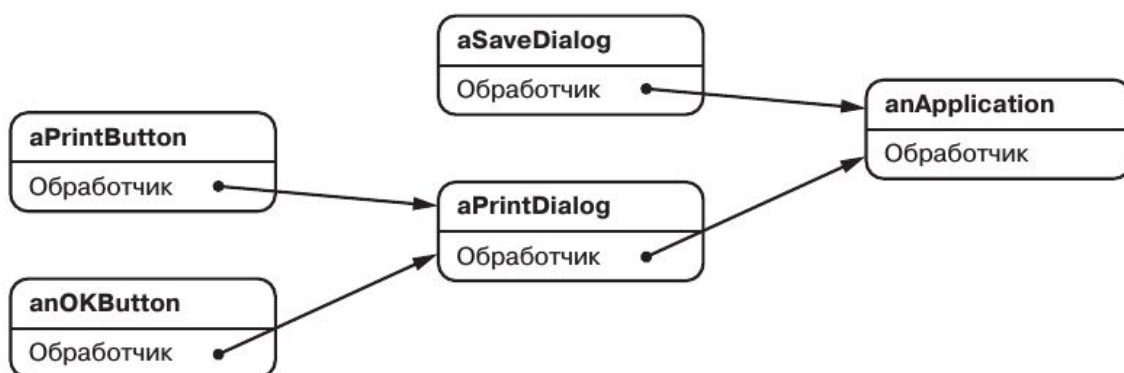 aSaveDialog
Обработчик
anApplication
Обработчик
aPrintButton
Обработчик
aPrintDialog
Обработчик
anOKButton
Обработчик